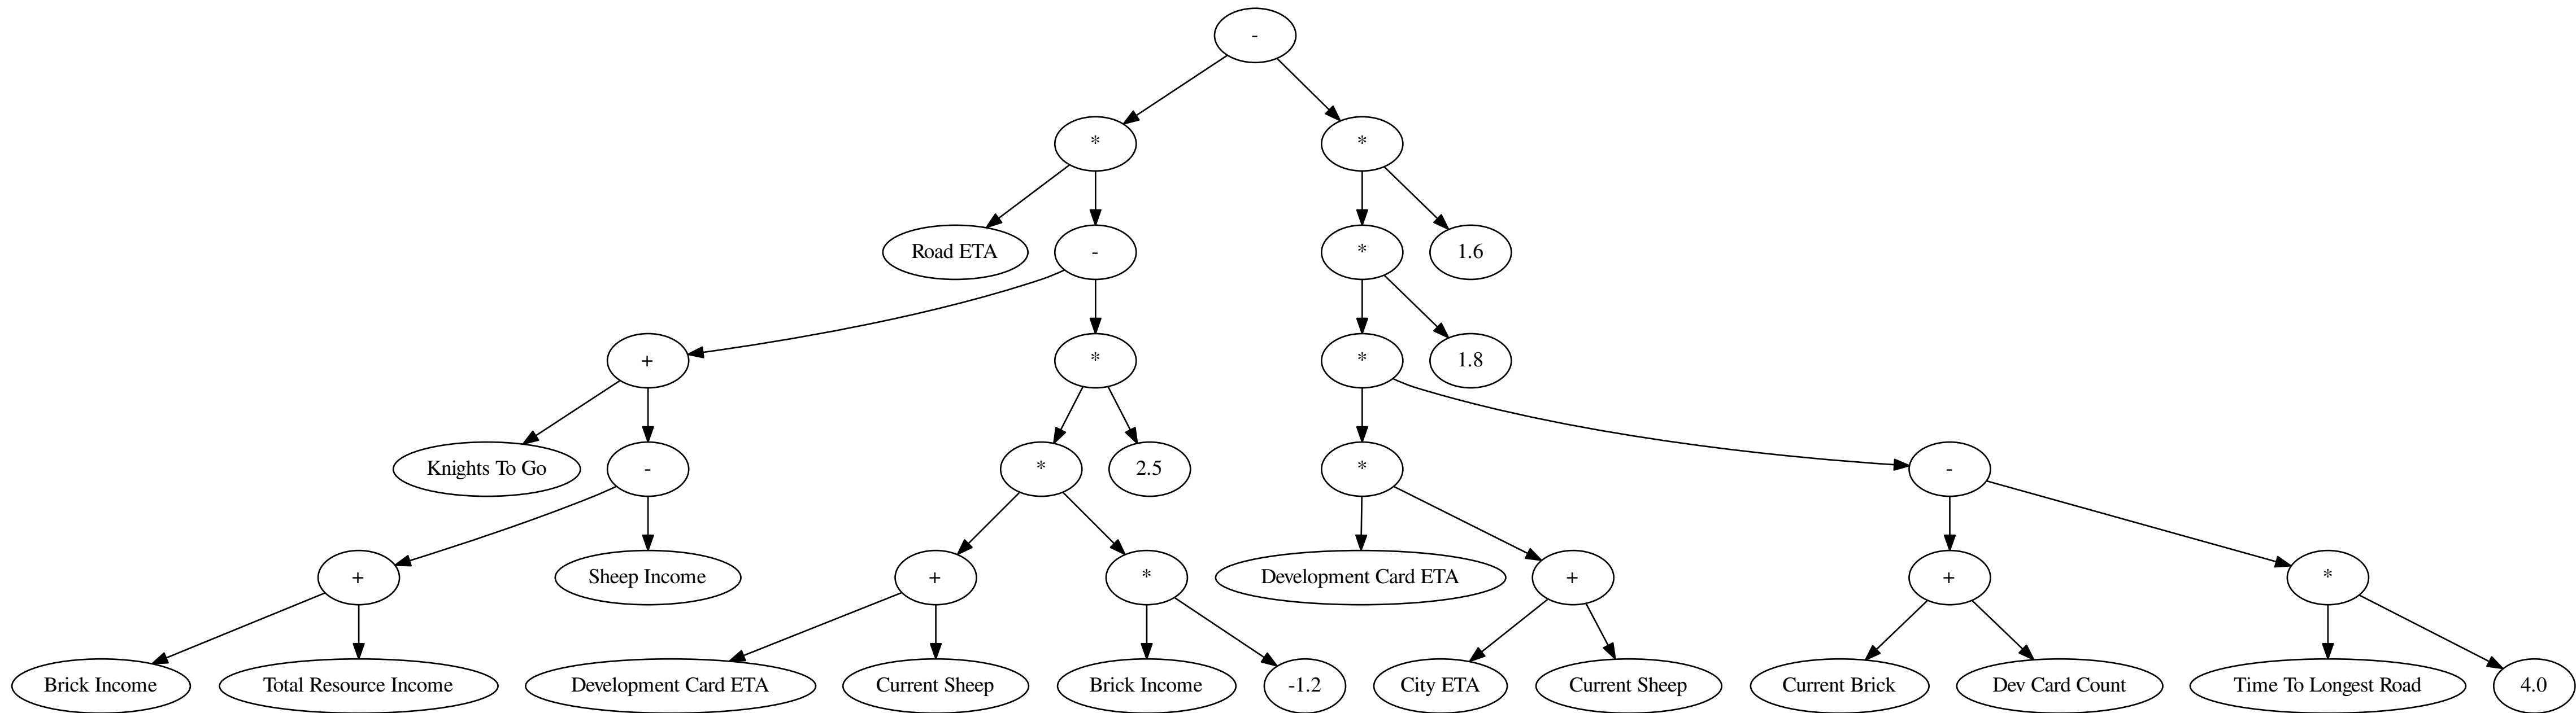 -
* *
Road ETA - * 1.6
+ * * 1.8
Knights To Go - * 2.5 * -
+ Sheep Income + * Development Card ETA + + *
Brick Income Total Resource Income Development Card ETA Current Sheep Brick Income -1.2 City ETA Current Sheep Current Brick Dev Card Count Time To Longest Road 4.0